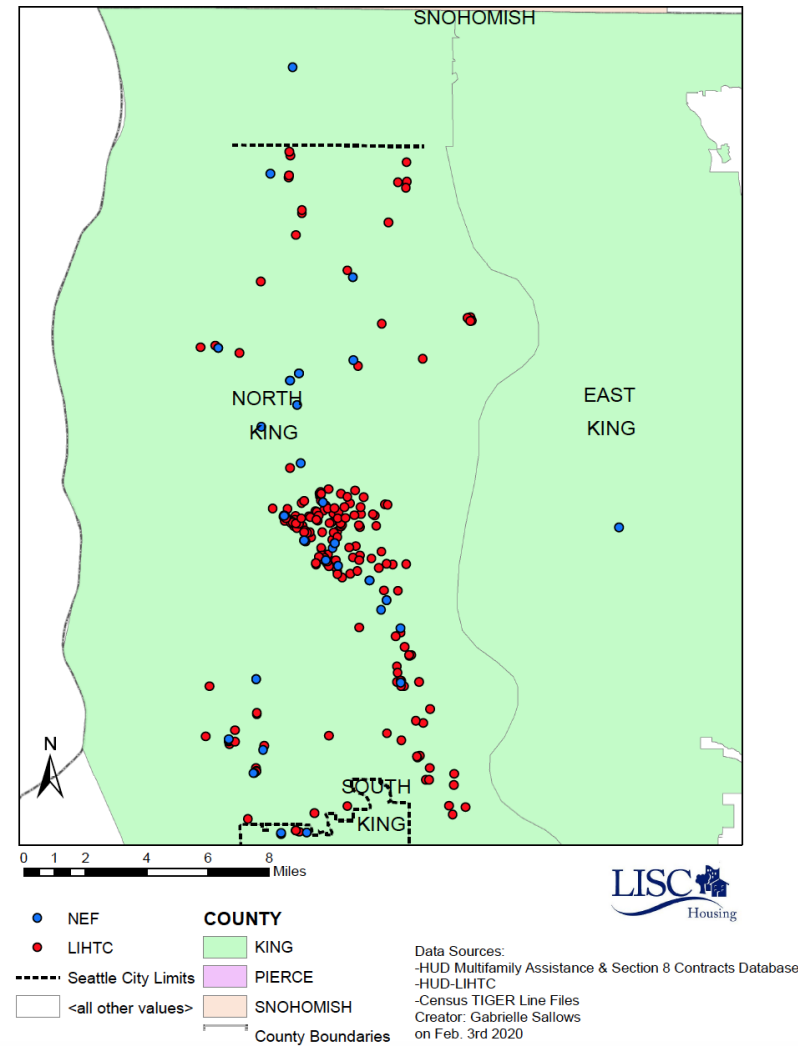 SNOHOMISH
NORTH
KING
EAST
KING
SOUTH
KING
N
0 1 2 4 6 8
Miles
NEF
LIHTC
Seattle City Limits
<all other values>
COUNTY
KING
PIERCE
SNOHOMISH
County Boundaries
LISC
Housing
Data Sources:
-HUD Multifamily Assistance & Section 8 Contracts Database
-HUD-LIHTC
-Census TIGER Line Files
Creator: Gabrielle Sallows
on Feb. 3rd 2020